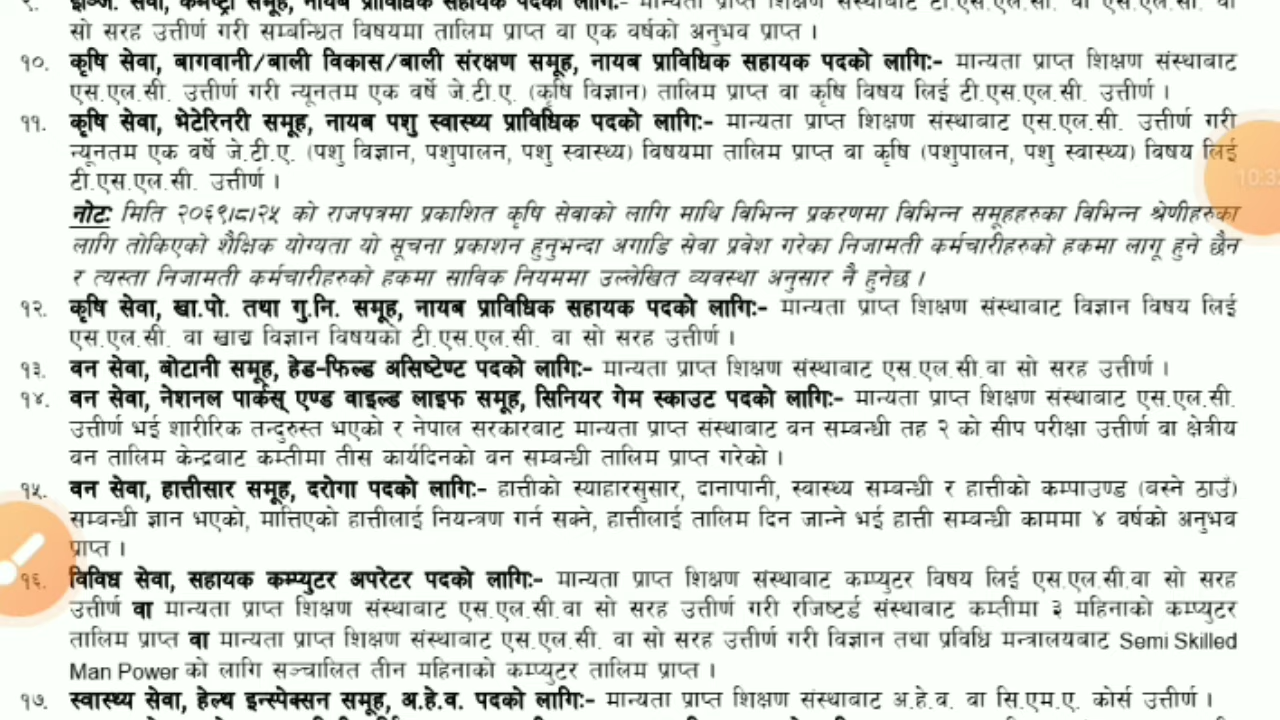 ९. इन्जि. सेवा, केमेष्ट्री समूह, नायब प्राविधिक सहायक पदको लागि:- मान्यता प्राप्त शिक्षण संस्थाबाट टी.एस.एल.सी. वा एस.एल.सी. वा
सो सरह उत्तीर्ण गरी सम्बन्धित विषयमा तालिम प्राप्त वा एक वर्षको अनुभव प्राप्त ।
१०. कृषि सेवा, बागवानी/बाली विकास/बाली संरक्षण समूह, नायब प्राविधिक सहायक पदको लागि:- मान्यता प्राप्त शिक्षण संस्थाबाट
एस.एल.सी. उत्तीर्ण गरी न्यूनतम एक वर्षे जे.टी.ए. (कृषि विज्ञान) तालिम प्राप्त वा कृषि विषय लिई टी.एस.एल.सी. उत्तीर्ण ।
११. कृषि सेवा, भेटेरिनरी समूह, नायब पशु स्वास्थ्य प्राविधिक पदको लागि:- मान्यता प्राप्त शिक्षण संस्थाबाट एस.एल.सी. उत्तीर्ण गरी
न्यूनतम एक वर्षे जे.टी.ए. (पशु विज्ञान, पशुपालन, पशु स्वास्थ्य) विषयमा तालिम प्राप्त वा कृषि (पशुपालन, पशु स्वास्थ्य) विषय लिई
टी.एस.एल.सी. उत्तीर्ण ।
नोट: मिति २०६९।८।२५ को राजपत्रमा प्रकाशित कृषि सेवाको लागि माथि विभिन्न प्रकरणमा विभिन्न समूहहरुका विभिन्न श्रेणीहरुका
लागि तोकिएको शैक्षिक योग्यता यो सूचना प्रकाशन हुनुभन्दा अगाडि सेवा प्रवेश गरेका निजामती कर्मचारीहरुको हकमा लागू हुने छैन
र त्यस्ता निजामती कर्मचारीहरुको हकमा साविक नियममा उल्लेखित व्यवस्था अनुसार नै हुनेछ ।
१२. कृषि सेवा, खा.पो. तथा गु.नि. समूह, नायब प्राविधिक सहायक पदको लागि:- मान्यता प्राप्त शिक्षण संस्थाबाट विज्ञान विषय लिई
एस.एल.सी. वा खाद्य विज्ञान विषयको टी.एस.एल.सी. वा सो सरह उत्तीर्ण ।
१३. वन सेवा, बोटानी समूह, हेड-फिल्ड असिष्टेण्ट पदको लागि:- मान्यता प्राप्त शिक्षण संस्थाबाट एस.एल.सी.वा सो सरह उत्तीर्ण ।
१४. वन सेवा, नेशनल पार्कस् एण्ड वाइल्ड लाइफ समूह, सिनियर गेम स्काउट पदको लागि:- मान्यता प्राप्त शिक्षण संस्थाबाट एस.एल.सी.
उत्तीर्ण भई शारीरिक तन्दुरुस्त भएको र नेपाल सरकारबाट मान्यता प्राप्त संस्थाबाट वन सम्बन्धी तह २ को सीप परीक्षा उत्तीर्ण वा क्षेत्रीय
वन तालिम केन्द्रबाट कम्तीमा तीस कार्यदिनको वन सम्बन्धी तालिम प्राप्त गरेको ।
१५. वन सेवा, हात्तीसार समूह, दरोगा पदको लागि:- हात्तीको स्याहारसुसार, दानापानी, स्वास्थ्य सम्बन्धी र हात्तीको कम्पाउण्ड (बस्ने ठाउँ)
सम्बन्धी ज्ञान भएको, मात्तिएको हात्तीलाई नियन्त्रण गर्न सक्ने, हात्तीलाई तालिम दिन जान्ने भई हात्ती सम्बन्धी काममा ४ वर्षको अनुभव
प्राप्त ।
१६. विविध सेवा, सहायक कम्प्युटर अपरेटर पदको लागि:- मान्यता प्राप्त शिक्षण संस्थाबाट कम्प्युटर विषय लिई एस.एल.सी.वा सो सरह
उत्तीर्ण वा मान्यता प्राप्त शिक्षण संस्थाबाट एस.एल.सी.वा सो सरह उत्तीर्ण गरी रजिष्टर्ड संस्थाबाट कम्तीमा ३ महिनाको कम्प्युटर
तालिम प्राप्त वा मान्यता प्राप्त शिक्षण संस्थाबाट एस.एल.सी. वा सो सरह उत्तीर्ण गरी विज्ञान तथा प्रविधि मन्त्रालयबाट Semi Skilled
Man Power को लागि सञ्चालित तीन महिनाको कम्प्युटर तालिम प्राप्त ।
१७. स्वास्थ्य सेवा, हेल्थ इन्स्पेक्सन समूह, अ.हे.व. पदको लागि:- मान्यता प्राप्त शिक्षण संस्थाबाट अ.हे.व. वा सि.एम.ए. कोर्स उत्तीर्ण ।